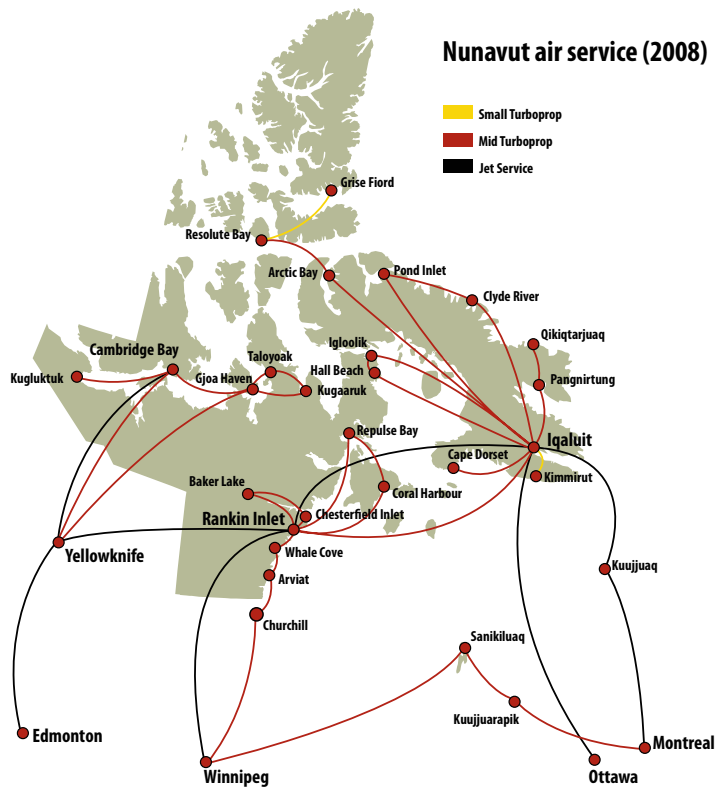 Nunavut air service (2008)
Small Turboprop
Mid Turboprop
Jet Service
Grise Fiord
Resolute Bay
Arctic Bay
Pond Inlet
Clyde River
Qikiqtarjuaq
Igloolik
Cambridge Bay
Taloyoak
Hall Beach
Kugluktuk
Gjoa Haven
Pangnirtung
Kugaaruk
Repulse Bay
Iqaluit
Cape Dorset
Kimmirut
Baker Lake
Coral Harbour
Rankin Inlet
Chesterfield Inlet
Yellowknife
Whale Cove
Kuujjuaq
Arviat
Churchill
Sanikiluaq
Kuujjuarapik
Edmonton
Montreal
Winnipeg
Ottawa